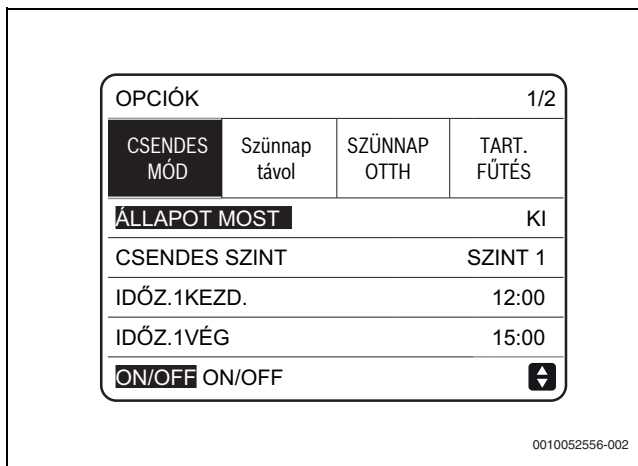 OPCIÓK 1/2
CSENDES MÓD Szünnap távol SZÜNNAP OTTH TART. FŰTÉS
ÁLLAPOT MOST KI
CSENDES SZINT SZINT 1
IDŐZ.1KEZD. 12:00
IDŐZ.1VÉG 15:00
ON/OFF ON/OFF
0010052556-002